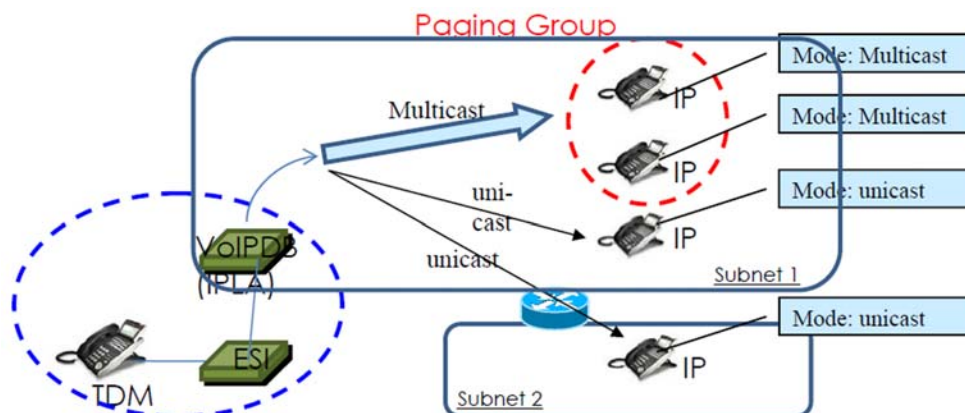 Paging Group
Mode: Multicast
IP
Multicast
Mode: Multicast
IP
uni-
cast
Mode: unicast
IP
unicast
VoIPDB
(IPLA)
Subnet 1
Mode: unicast
IP
ESI
TDM
Subnet 2